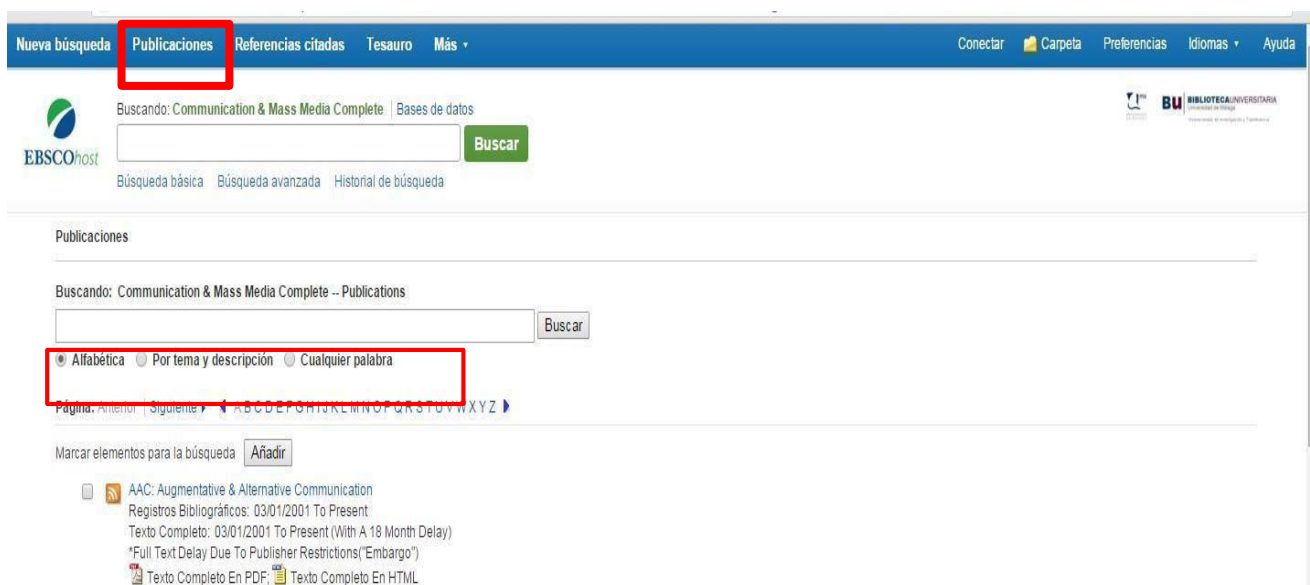 Nueva búsqueda Publicaciones Referencias citadas Tesauro Más Conectar Carpeta Preferencias Idiomas Ayuda
Buscando: Communication & Mass Media Complete | Bases de datos
Buscar
EBSCOhost
Búsqueda básica Búsqueda avanzada Historial de búsqueda
BU BIBLIOTECAUNIVERSITARIA
Universidad de Málaga
Publicaciones
Buscando: Communication & Mass Media Complete -- Publications
Buscar
Alfabética Por tema y descripción Cualquier palabra
Página: Anterior | Siguiente A B C D E F G H I J K L M N O P Q R S T U V W X Y Z
Marcar elementos para la búsqueda Añadir
AAC: Augmentative & Alternative Communication
Registros Bibliográficos: 03/01/2001 To Present
Texto Completo: 03/01/2001 To Present (With A 18 Month Delay)
*Full Text Delay Due To Publisher Restrictions("Embargo")
Texto Completo En PDF; Texto Completo En HTML